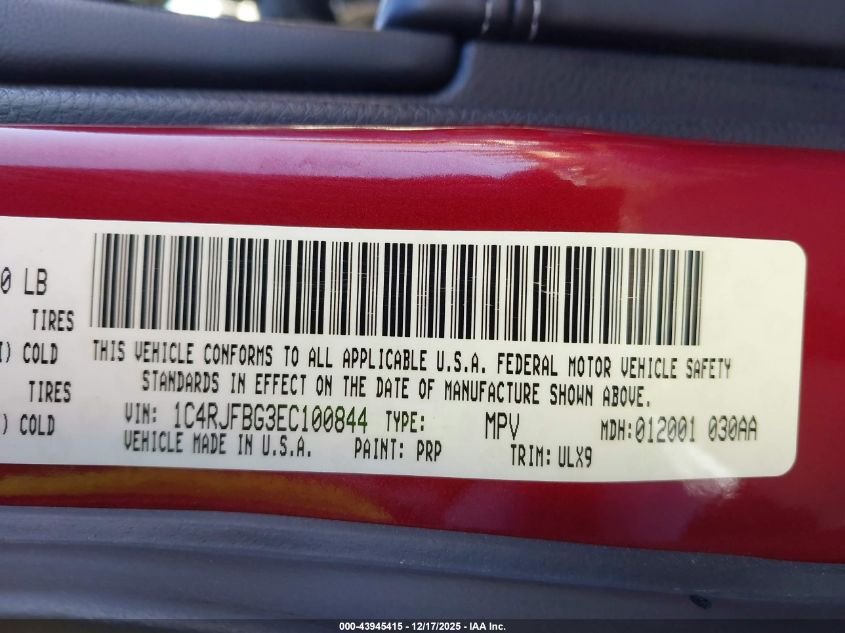 0 LB
TIRES
) COLD
TIRES
) COLD
THIS VEHICLE CONFORMS TO ALL APPLICABLE U.S.A. FEDERAL MOTOR VEHICLE SAFETY
STANDARDS IN EFFECT ON THE DATE OF MANUFACTURE SHOWN ABOVE.
VIN: 1C4RJFBG3EC100844 TYPE: MPV MDH:012001 030AA
VEHICLE MADE IN U.S.A. PAINT: PRP TRIM: ULX9
000-43945415 - 12/17/2025 - IAA Inc.